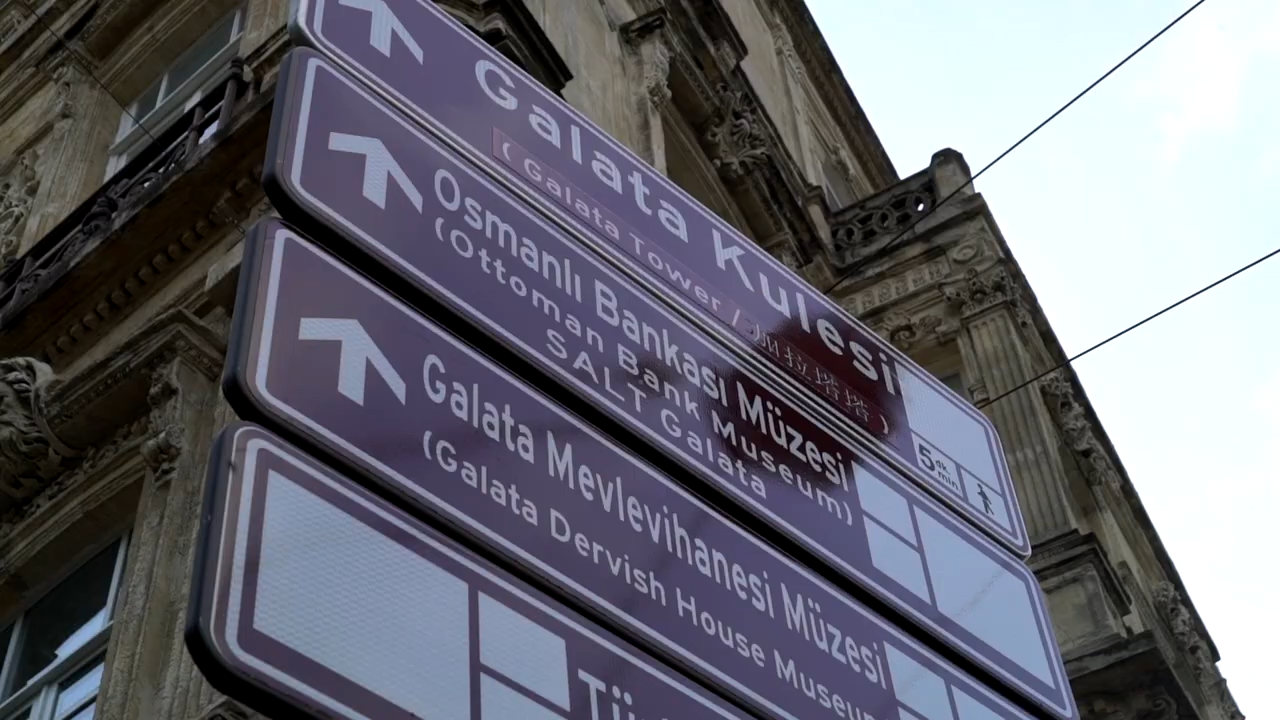 Galata Kulesi
(Galata Tower / 加拉塔塔)
5 dk. min
Osmanlı Bankası Müzesi
(Ottoman Bank Museum)
SALT Galata
Galata Mevlevihanesi Müzesi
(Galata Dervish House Museum